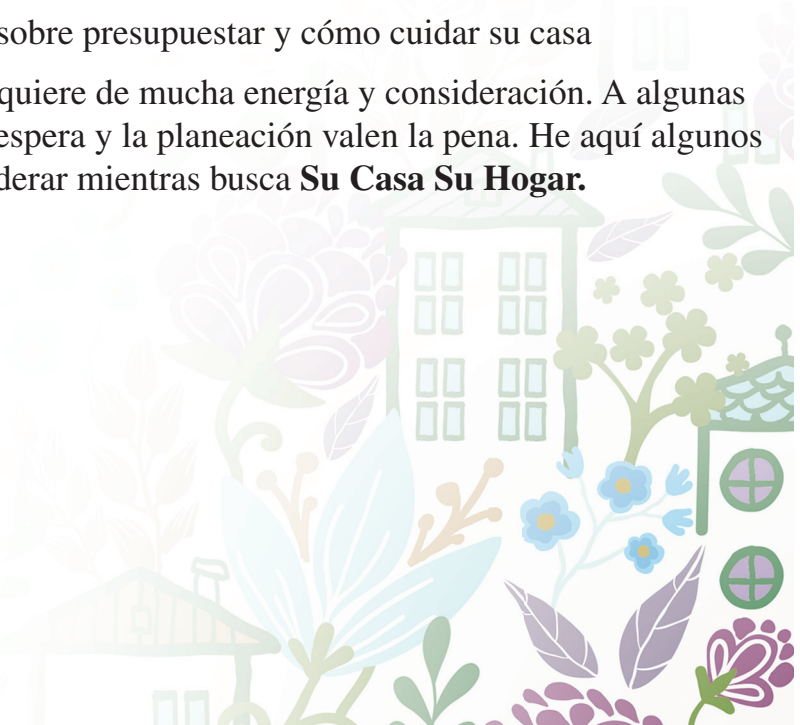 sobre presupuestar y cómo cuidar su casa
quiere de mucha energía y consideración. A algunas
espera y la planeación valen la pena. He aquí algunos
derar mientras busca Su Casa Su Hogar.